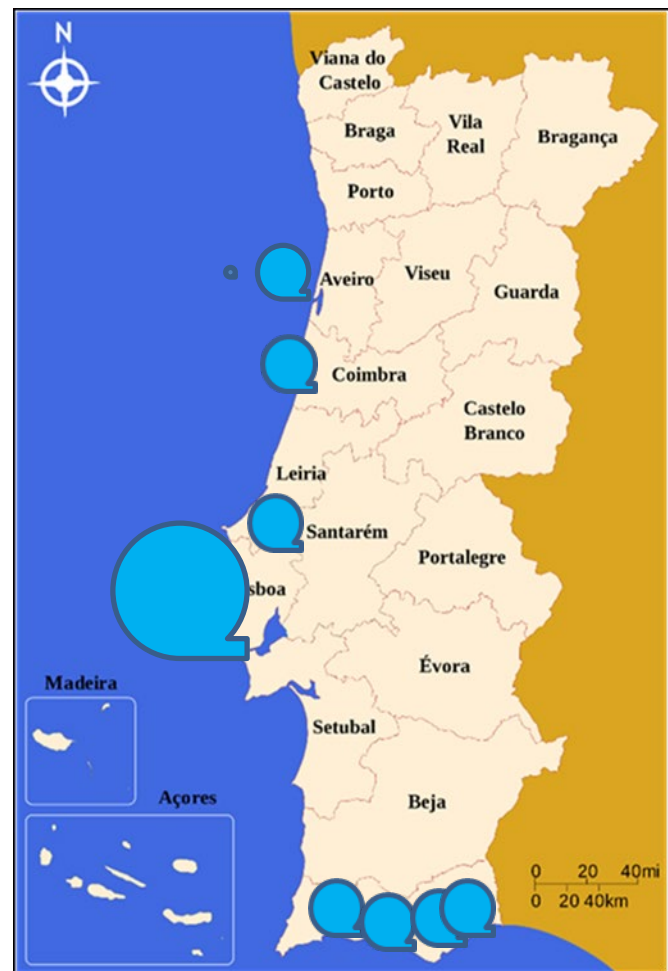 N
Viana do
Castelo
Braga
Vila
Real
Bragança
Porto
Aveiro
Viseu
Guarda
Coimbra
Castelo
Branco
Leiria
Santarém
Portalegre
sboa
Évora
Madeira
Setubal
Açores
Beja
0 20 40mi
0 20 40km